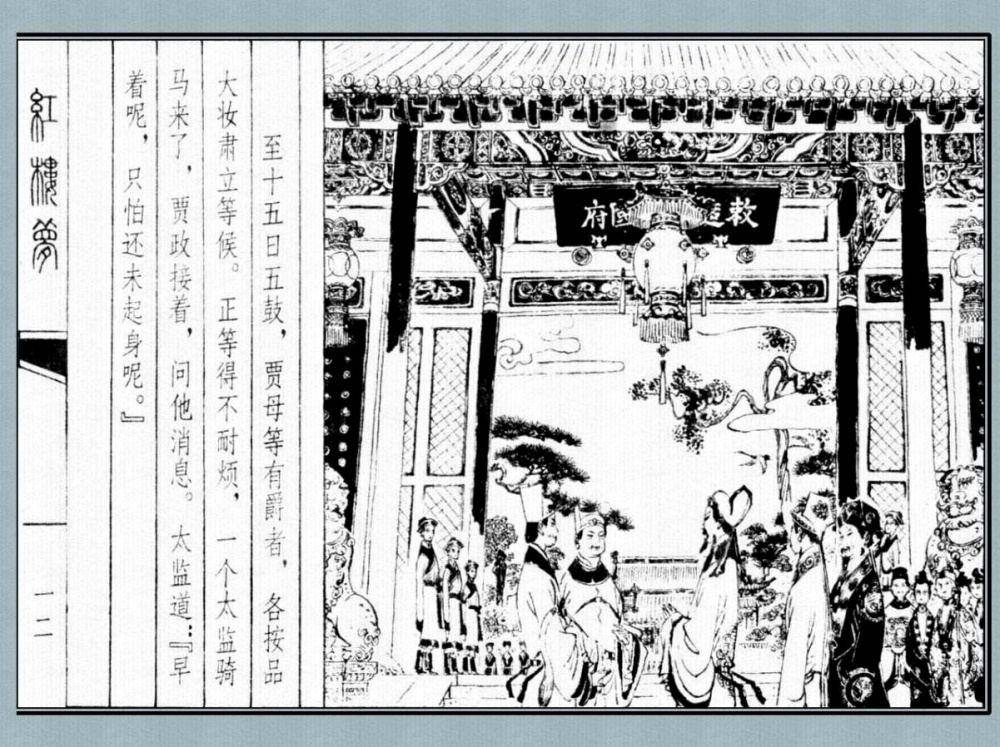 敕造国府
至十五日五鼓，贾母等有爵者，各按品
大妆肃立等候。正等得不耐烦，一个太监骑
马来了，贾政接着，问他消息。太监道：『早
着呢，只怕还未起身呢。』
紅樓夢
一二